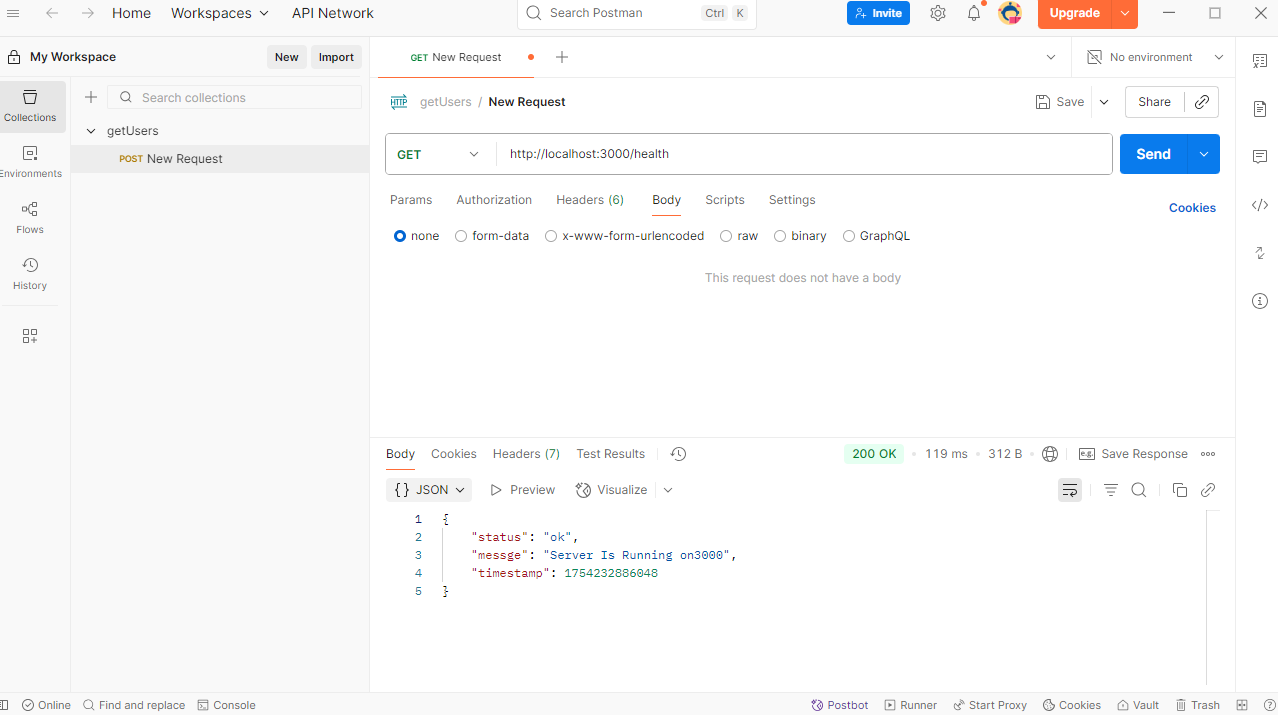 Home Workspaces API Network Search Postman Ctrl K Invite Upgrade
My Workspace New Import GET New Request No environment
Search collections
Collections
Environments
Flows
History
getUsers
POST New Request
HTTP getUsers / New Request Save Share
GET http://localhost:3000/health Send
Params Authorization Headers (6) Body Scripts Settings Cookies
none form-data x-www-form-urlencoded raw binary GraphQL
This request does not have a body
Body Cookies Headers (7) Test Results 200 OK • 119 ms • 312 B • e.g. Save Response
{} JSON Preview Visualize
1 {
2 "status": "ok",
3 "messge": "Server Is Running on3000",
4 "timestamp": 1754232886048
5 }
Online Find and replace Console Postbot Runner Start Proxy Cookies Vault Trash